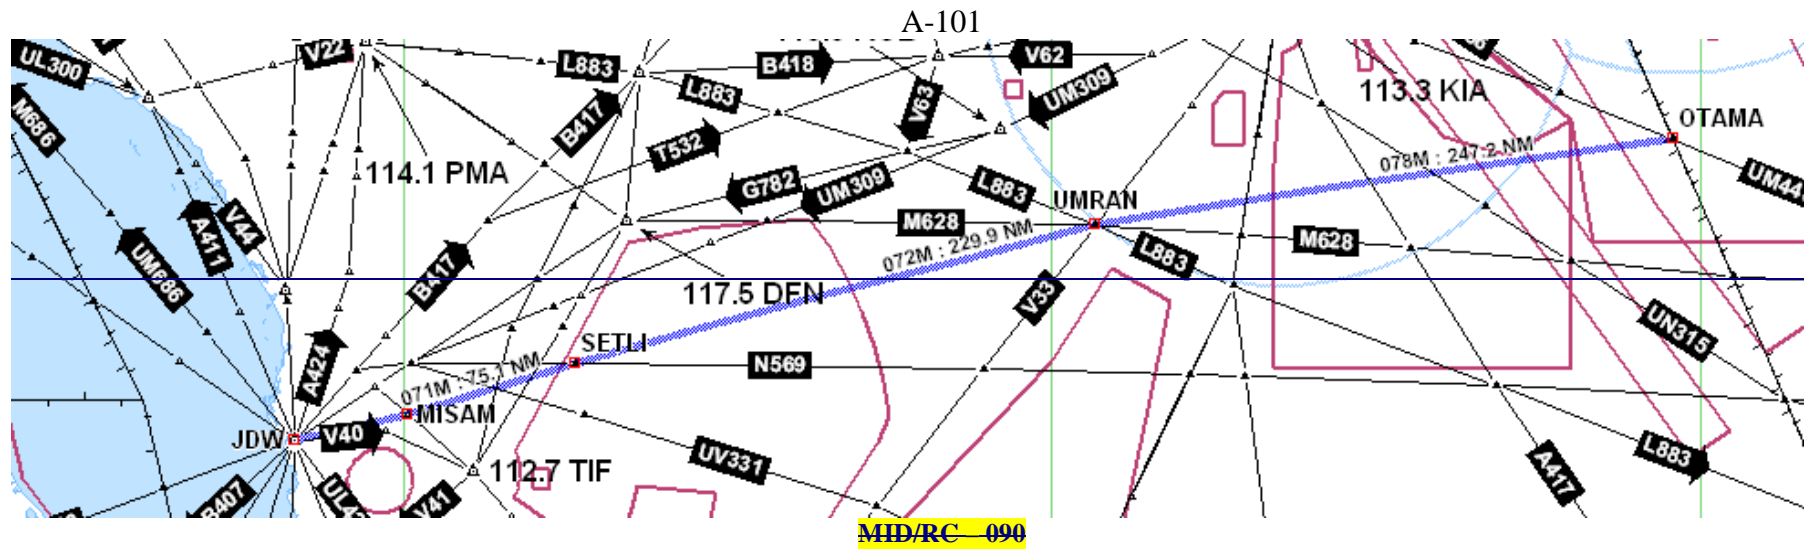 A-101
UL300
V22
L883
B418
V62
M686
L883
B417
V63
UM309
113.3 KIA
OTAMA
T532
078M : 247.2 NM
114.1 PMA
G782
UM309
L883
UM44
UMRAN
V44
A411
M628
M628
072M : 229.9 NM
L883
UM686
B417
117.5 DFN
V33
UN315
SETLI
A424
071M : 75.1 NM
N569
MISAM
JDW
V40
L883
UV331
112.7 TIF
A417
B407
V41
MID/RC 090